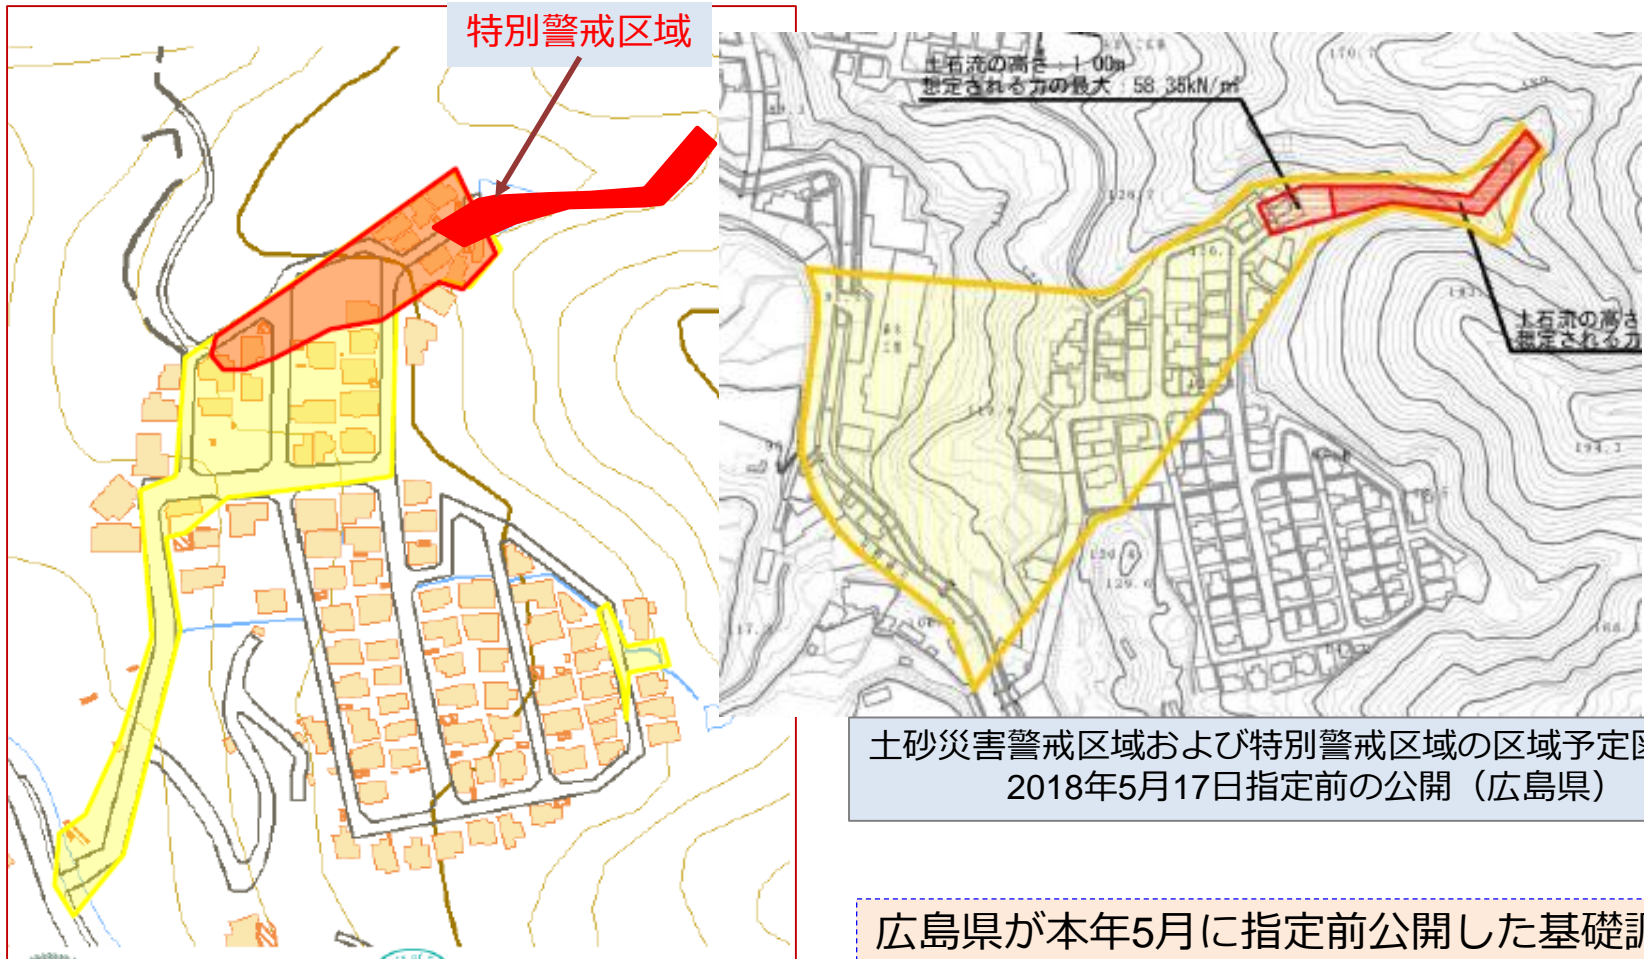 特別警戒区域
土石流の高さ：1.00m
想定される力の最大：58.35kN/㎡
土石流の高さ
想定される力
土砂災害警戒区域および特別警戒区域の区域予定図
2018年5月17日指定前の公開（広島県）
広島県が本年5月に指定前公開した基礎調